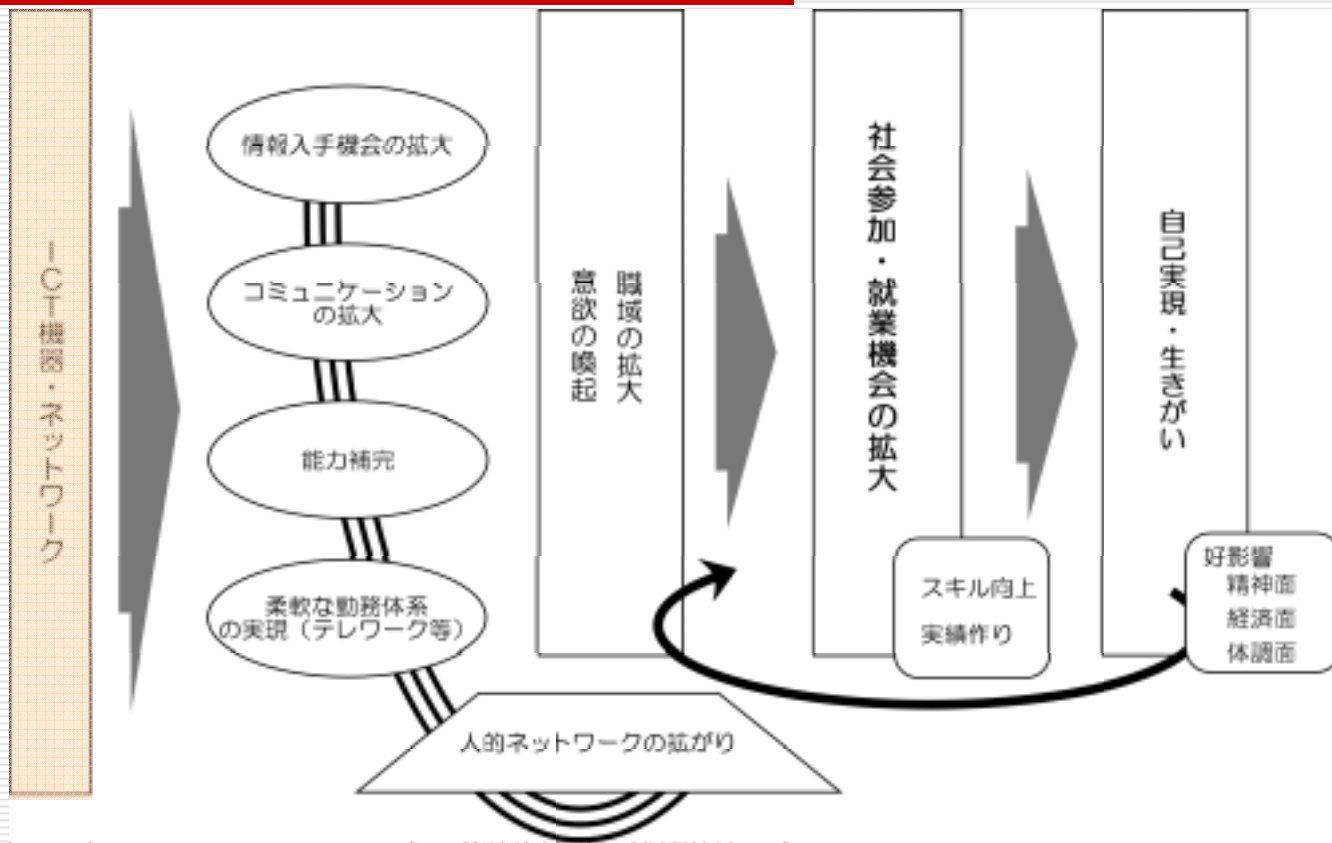 ICT機器・ネットワーク
情報入手機会の拡大
コミュニケーション
の拡大
能力補完
柔軟な勤務体系
の実現（テレワーク等）
人的ネットワークの拡がり
職域の拡大
意欲の喚起
社会参加・就業機会の拡大
スキル向上
実績作り
自己実現・生きがい
好影響
精神面
経済面
体調面